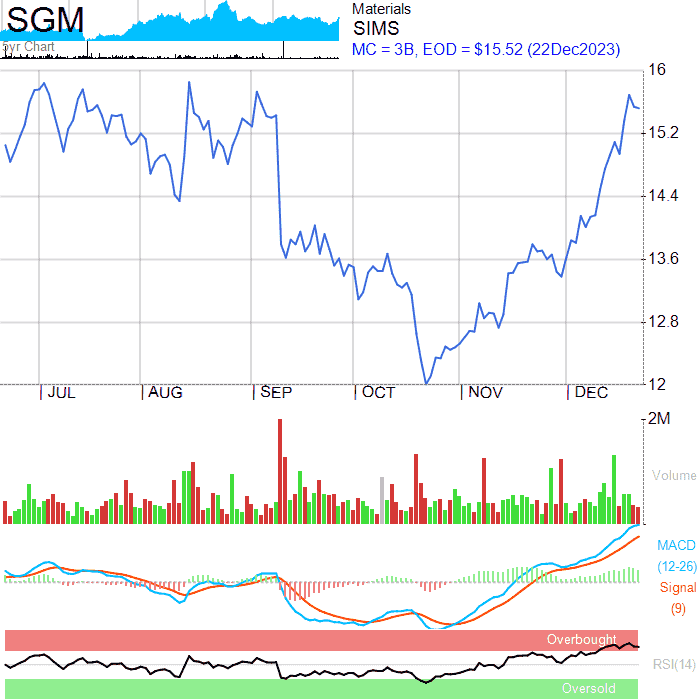 SGM
5yr Chart
Materials
SIMS
MC = 3B, EOD = $15.52 (22Dec2023)
16
15.2
14.4
13.6
12.8
12
JUL AUG SEP OCT NOV DEC
2M
Volume
MACD
(12-26)
Signal
(9)
Overbought
RSI(14)
Oversold